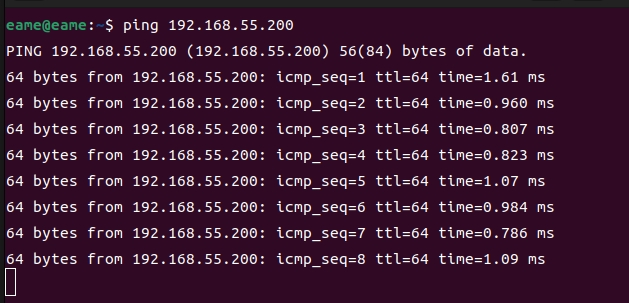 eame@eame:~$ ping 192.168.55.200
PING 192.168.55.200 (192.168.55.200) 56(84) bytes of data.
64 bytes from 192.168.55.200: icmp_seq=1 ttl=64 time=1.61 ms
64 bytes from 192.168.55.200: icmp_seq=2 ttl=64 time=0.960 ms
64 bytes from 192.168.55.200: icmp_seq=3 ttl=64 time=0.807 ms
64 bytes from 192.168.55.200: icmp_seq=4 ttl=64 time=0.823 ms
64 bytes from 192.168.55.200: icmp_seq=5 ttl=64 time=1.07 ms
64 bytes from 192.168.55.200: icmp_seq=6 ttl=64 time=0.984 ms
64 bytes from 192.168.55.200: icmp_seq=7 ttl=64 time=0.786 ms
64 bytes from 192.168.55.200: icmp_seq=8 ttl=64 time=1.09 ms